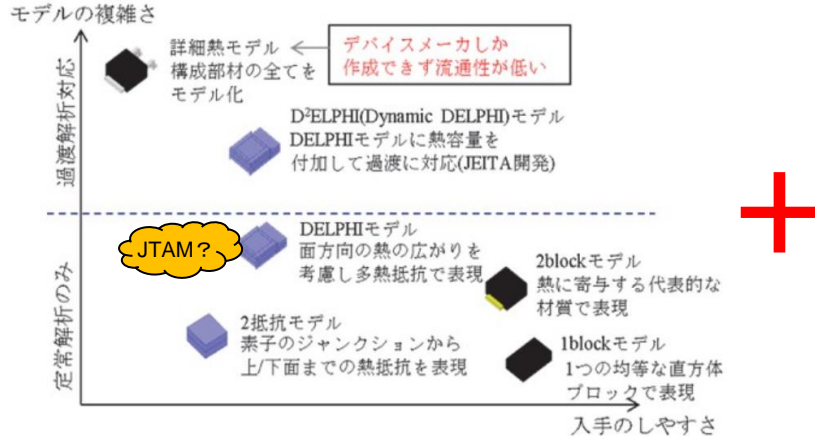 モデルの複雑さ
過渡解析対応
定常解析のみ
詳細熱モデル
構成部材の全てを
モデル化
デバイスメーカしか
作成できず流通性が低い
D²ELPHI(Dynamic DELPHI)モデル
DELPHIモデルに熱容量を
付加して過渡に対応(JEITA開発)
JTAM？
DELPHIモデル
面方向の熱の広がりを
考慮し多熱抵抗で表現
2blockモデル
熱に寄与する代表的な
材質で表現
2抵抗モデル
素子のジャンクションから
上/下面までの熱抵抗を表現
1blockモデル
1つの均等な直方体
ブロックで表現
入手のしやすさ